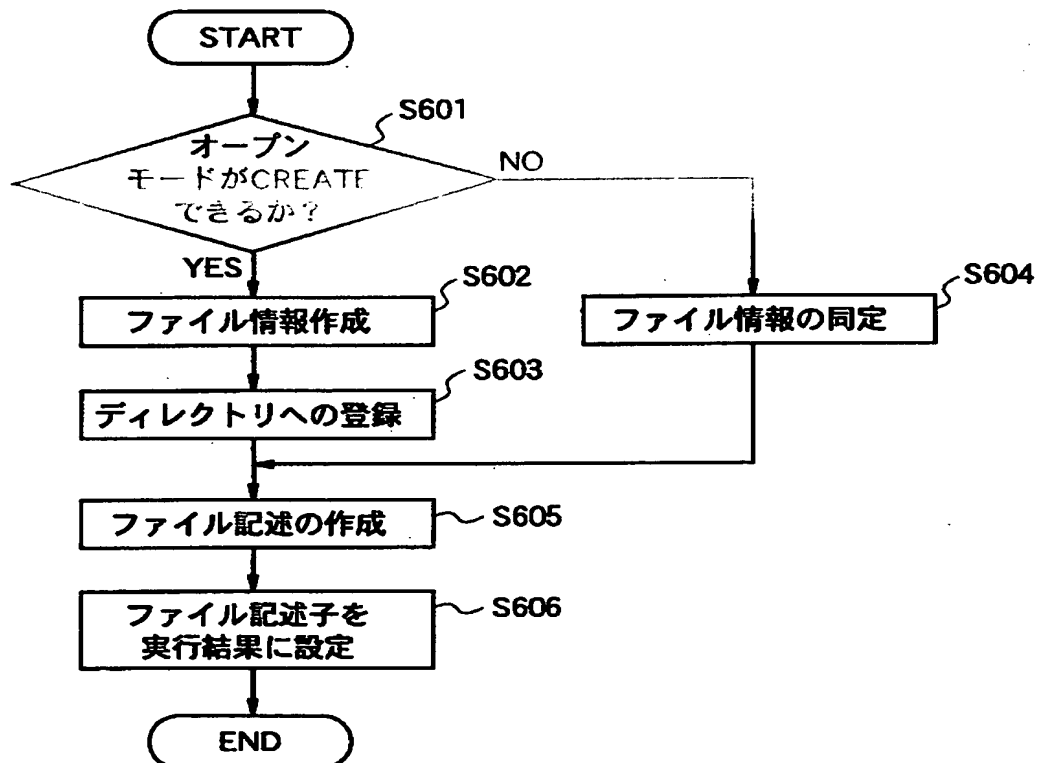 START
S601
オープン
モードがCREATE
できるか？
NO
YES
S602
ファイル情報作成
S604
ファイル情報の同定
S603
ディレクトリへの登録
ファイル記述の作成
S605
ファイル記述子を
実行結果に設定
S606
END